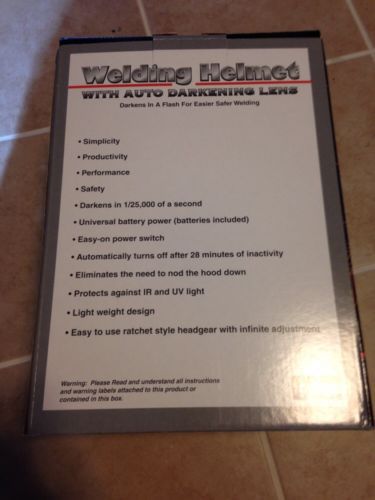 Welding Helmet
WITH AUTO DARKENING LENS
Darkens In A Flash For Easier Safer Welding
• Simplicity
• Productivity
• Performance
• Safety
• Darkens in 1/25,000 of a second
• Universal battery power (batteries included)
• Easy-on power switch
• Automatically turns off after 28 minutes of inactivity
• Eliminates the need to nod the hood down
• Protects against IR and UV light
• Light weight design
• Easy to use ratchet style headgear with infinite adjustment
Warning: Please Read and understand all instructions
and warning labels attached to this product or
contained in this box.